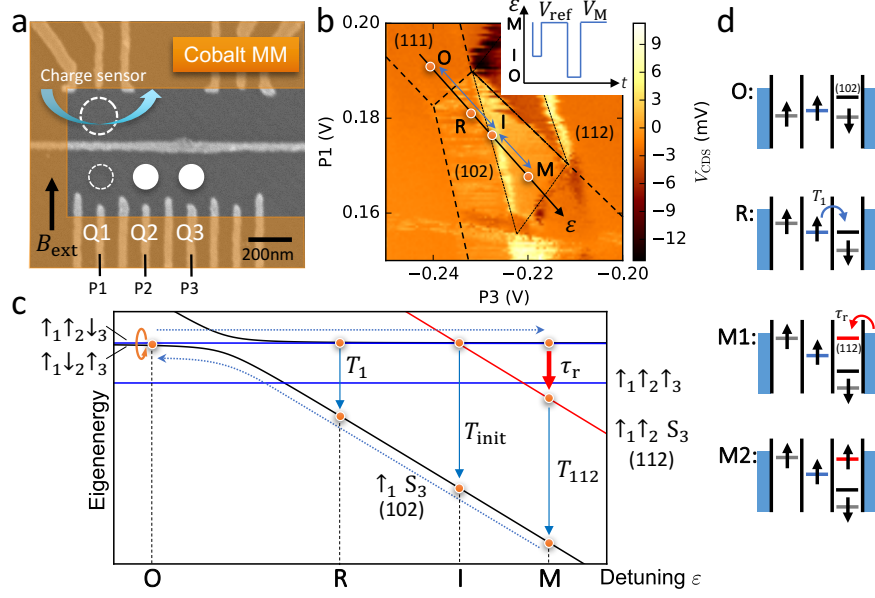 a
Cobalt MM
Charge sensor
B_ext
Q1 Q2 Q3
200nm
P1 P2 P3
b
P1 (V)
0.20
0.18
0.16
−0.24 −0.22 −0.20
P3 (V)
(111)
O
R
I
M
(102)
(112)
ε
ε
M
I
O
V_ref V_M
t
9
6
3
0
−3
−6
−9
−12
V_CDS (mV)
c
Eigenenergy
↑₁↑₂↓₃
↑₁↓₂↑₃
T₁
T_init
τ_r
T₁₁₂
↑₁↑₂↑₃
↑₁↑₂ S₃
(112)
↑₁ S₃
(102)
O R I M Detuning ε
d
O:
(102)
R:
T₁
M1:
τ_r
(112)
M2: